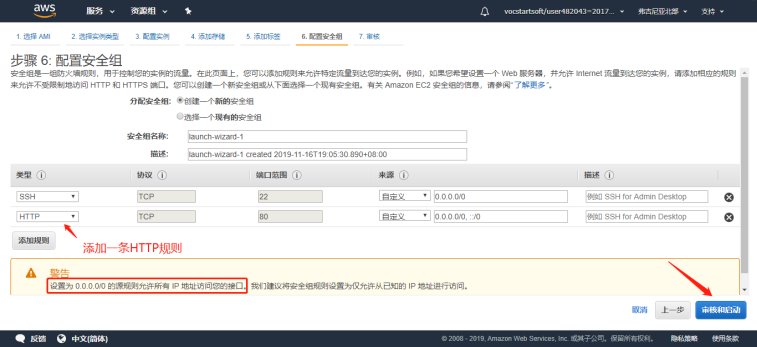 aws 服务 资源组 vocstartsoft/user482043=2017... 弗吉尼亚北部 支持
1. 选择 AMI 2. 选择实例类型 3. 配置实例 4. 添加存储 5. 添加标签 6. 配置安全组 7. 审核
步骤 6: 配置安全组
安全组是一组防火墙规则，用于控制您的实例的流量。在此页面上，您可以添加规则来允许特定流量到达您的实例。例如，如果您希望设置一个 Web 服务器，并允许 Internet 流量到达您的实例，请添加相应的规则
来允许不受限制地访问 HTTP 和 HTTPS 端口。您可以创建一个新安全组或从下面选择一个现有安全组。有关 Amazon EC2 安全组的信息，请参阅"了解更多"。
分配安全组: 创建一个新的安全组
选择一个现有的安全组
安全组名称: launch-wizard-1
描述: launch-wizard-1 created 2019-11-16T19:05:30.890+08:00
类型 协议 端口范围 来源 描述
SSH TCP 22 自定义 0.0.0.0/0 例如 SSH for Admin Desktop
HTTP TCP 80 自定义 0.0.0.0/0, ::/0 例如 SSH for Admin Desktop
添加规则
添加一条HTTP规则
警告
设置为 0.0.0.0/0 的源规则允许所有 IP 地址访问您的接口。我们建议将安全组规则设置为仅允许从已知的 IP 地址进行访问。
取消 上一步 审核和启动
反馈 中文(简体) © 2008 - 2019, Amazon Web Services, Inc. 或其子公司。保留所有权利。 隐私策略 使用条款